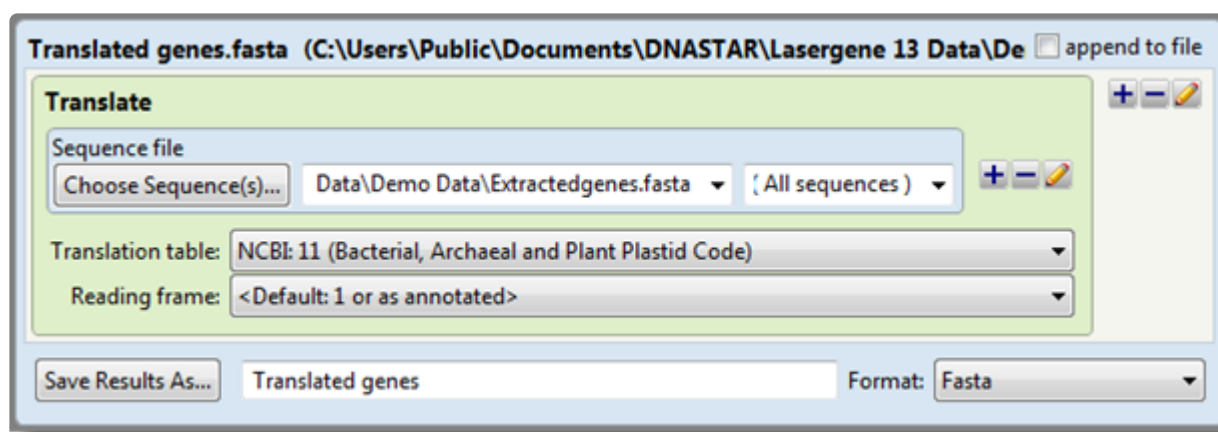 Translated genes.fasta (C:\Users\Public\Documents\DNASTAR\Lasergene 13 Data\De append to file
Translate
Sequence file
Choose Sequence(s)... Data\Demo Data\Extractedgenes.fasta ( All sequences )
Translation table: NCBI: 11 (Bacterial, Archaeal and Plant Plastid Code)
Reading frame: <Default: 1 or as annotated>
Save Results As... Translated genes Format: Fasta